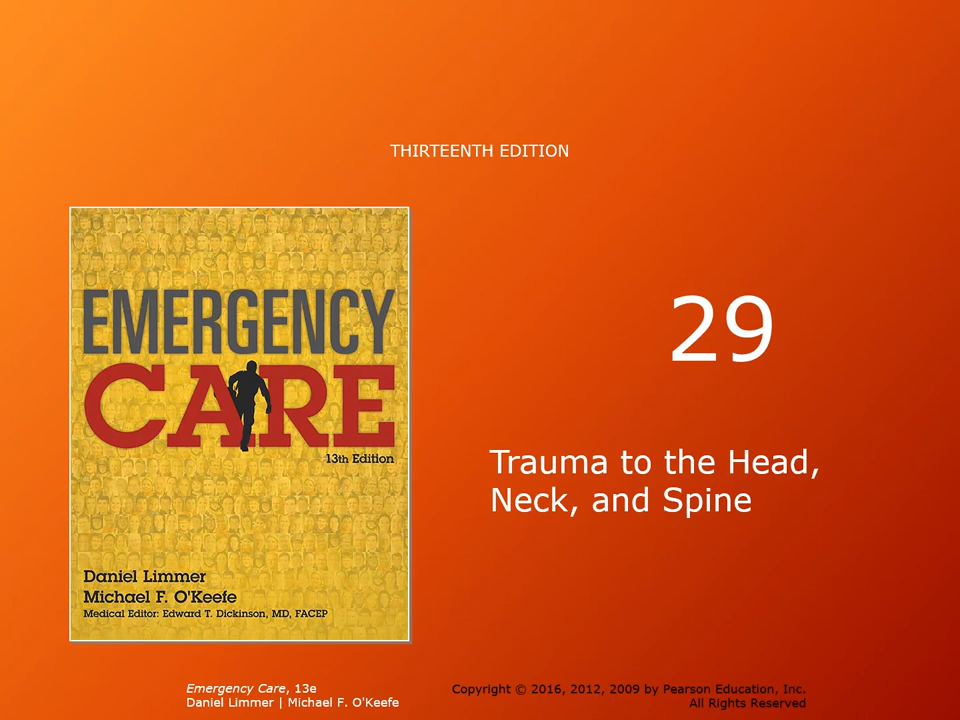 THIRTEENTH EDITION
EMERGENCY
CARE
13th Edition
Daniel Limmer
Michael F. O'Keefe
Medical Editor: Edward T. Dickinson, MD, FACEP
29
Trauma to the Head,
Neck, and Spine
Emergency Care, 13e
Daniel Limmer | Michael F. O'Keefe
Copyright © 2016, 2012, 2009 by Pearson Education, Inc.
All Rights Reserved